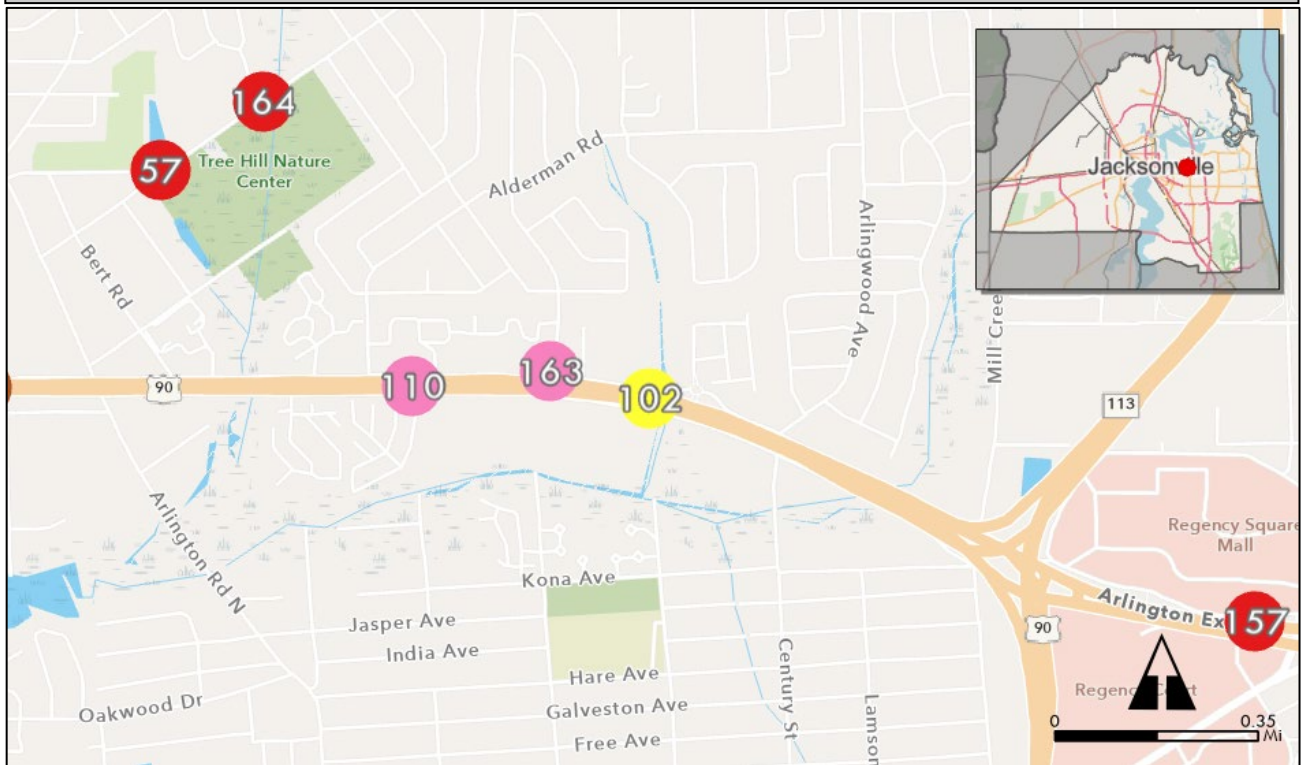 164
57
Tree Hill Nature
Center
Alderman Rd
Bert Rd
Arlingwood Ave
Mill Cree
Jacksonville
90
110
163
102
113
Arlington Rd N
Regency Square
Mall
Kona Ave
Arlington Ex
157
Jasper Ave
90
India Ave
Hare Ave
Century St
Oakwood Dr
Galveston Ave
Lamson
Free Ave
0
0.35
Mi